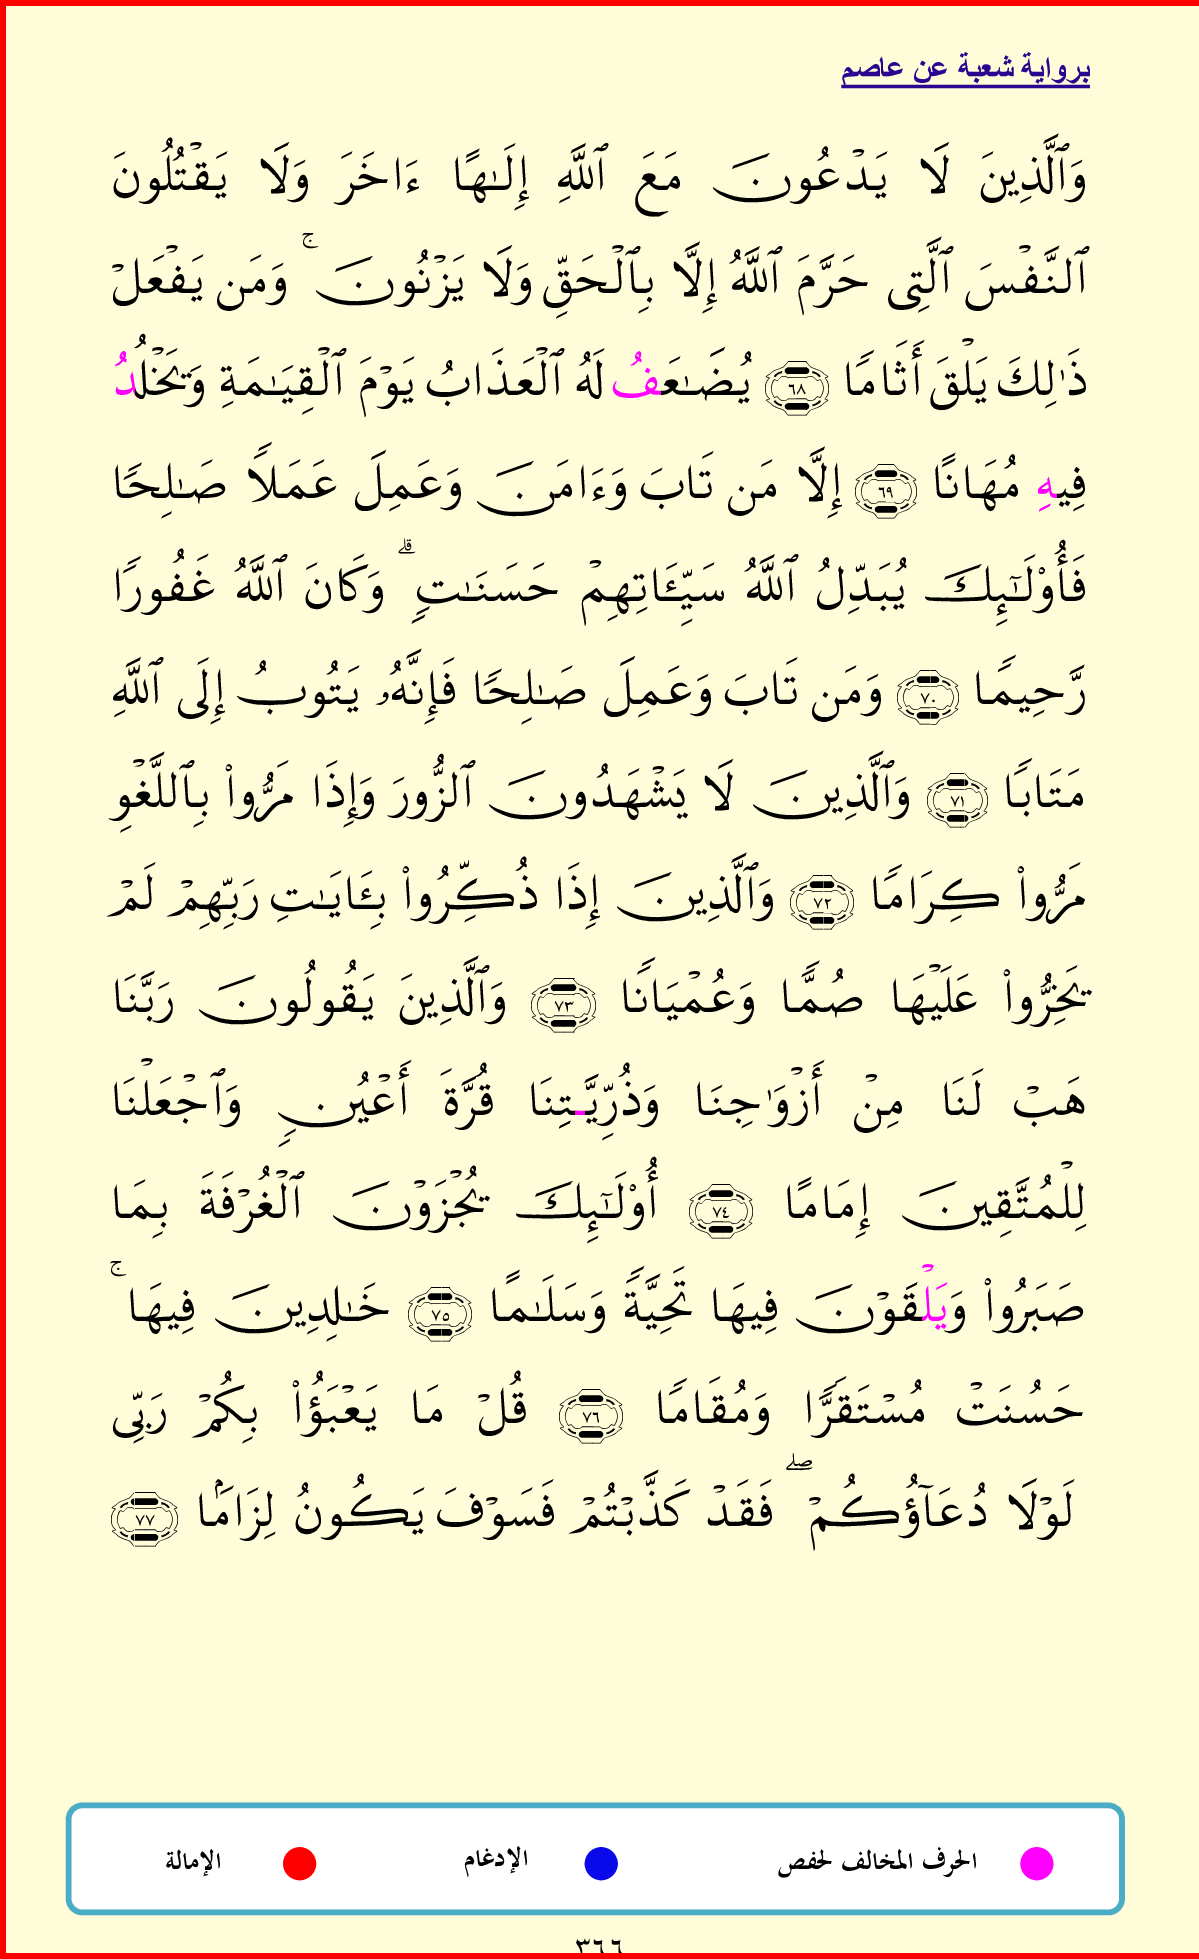 برواية شعبة عن عاصم
وَٱلَّذِينَ لَا يَدْعُونَ مَعَ ٱللَّهِ إِلَـٰهًا ءَاخَرَ وَلَا يَقْتُلُونَ
ٱلنَّفْسَ ٱلَّتِى حَرَّمَ ٱللَّهُ إِلَّا بِٱلْحَقِّ وَلَا يَزْنُونَ ۚ وَمَن يَفْعَلْ
ذَٰلِكَ يَلْقَ أَثَامًا ٦٨ يُضَـٰعَفُ لَهُ ٱلْعَذَابُ يَوْمَ ٱلْقِيَـٰمَةِ وَيَخْلُدُ
فِيهِ مُهَانًا ٦٩ إِلَّا مَن تَابَ وَءَامَنَ وَعَمِلَ عَمَلًا صَـٰلِحًا
فَأُو۟لَـٰٓئِكَ يُبَدِّلُ ٱللَّهُ سَيِّـَٔاتِهِمْ حَسَنَـٰتٍ ۗ وَكَانَ ٱللَّهُ غَفُورًا
رَّحِيمًا ٧٠ وَمَن تَابَ وَعَمِلَ صَـٰلِحًا فَإِنَّهُۥ يَتُوبُ إِلَى ٱللَّهِ
مَتَابًا ٧١ وَٱلَّذِينَ لَا يَشْهَدُونَ ٱلزُّورَ وَإِذَا مَرُّوا۟ بِٱللَّغْوِ
مَرُّوا۟ كِرَامًا ٧٢ وَٱلَّذِينَ إِذَا ذُكِّرُوا۟ بِـَٔايَـٰتِ رَبِّهِمْ لَمْ
يَخِرُّوا۟ عَلَيْهَا صُمًّا وَعُمْيَانًا ٧٣ وَٱلَّذِينَ يَقُولُونَ رَبَّنَا
هَبْ لَنَا مِنْ أَزْوَٰجِنَا وَذُرِّيَّـتِنَا قُرَّةَ أَعْيُنٍ وَٱجْعَلْنَا
لِلْمُتَّقِينَ إِمَامًا ٧٤ أُو۟لَـٰٓئِكَ يُجْزَوْنَ ٱلْغُرْفَةَ بِمَا
صَبَرُوا۟ وَيَلْقَوْنَ فِيهَا تَحِيَّةً وَسَلَـٰمًا ٧٥ خَـٰلِدِينَ فِيهَا ۚ
حَسُنَتْ مُسْتَقَرًّا وَمُقَامًا ٧٦ قُلْ مَا يَعْبَؤُا۟ بِكُمْ رَبِّى
لَوْلَا دُعَآؤُكُمْ ۖ فَقَدْ كَذَّبْتُمْ فَسَوْفَ يَكُونُ لِزَامًۢا ٧٧
الحرف المخالف لحفص الإدغام الإمالة
٣٦٦